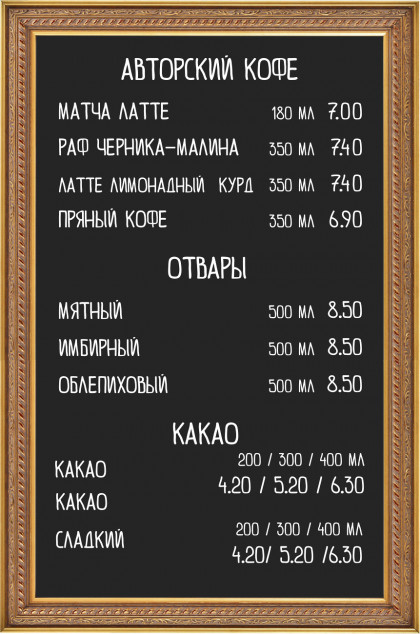 АВТОРСКИЙ КОФЕ
МАТЧА ЛАТТЕ 180 МЛ 7.00
РАФ ЧЕРНИКА-МАЛИНА 350 МЛ 7.40
ЛАТТЕ ЛИМОНАДНЫЙ КУРД 350 МЛ 7.40
ПРЯНЫЙ КОФЕ 350 МЛ 6.90
ОТВАРЫ
МЯТНЫЙ 500 МЛ 8.50
ИМБИРНЫЙ 500 МЛ 8.50
ОБЛЕПИХОВЫЙ 500 МЛ 8.50
КАКАО
200 / 300 / 400 МЛ
КАКАО
4.20 / 5.20 / 6.30
КАКАО
200 / 300 / 400 МЛ
СЛАДКИЙ
4.20/ 5.20 /6.30